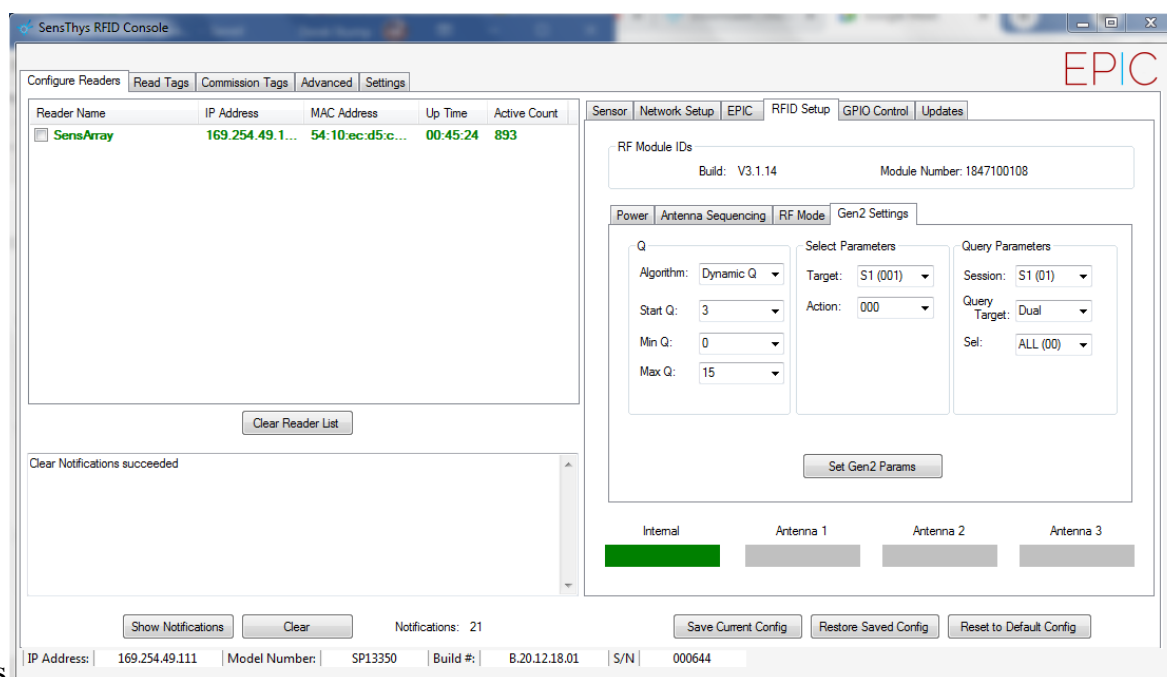 SensThys RFID Console
EPIC
Configure Readers Read Tags Commission Tags Advanced Settings
Reader Name IP Address MAC Address Up Time Active Count
SensArray 169.254.49.1... 54:10:ec:d5:c... 00:45:24 893
Clear Reader List
Clear Notifications succeeded
Show Notifications Clear Notifications: 21
Sensor Network Setup EPIC RFID Setup GPIO Control Updates
RF Module IDs
Build: V3.1.14 Module Number: 1847100108
Power Antenna Sequencing RF Mode Gen2 Settings
Q
Algorithm: Dynamic Q
Start Q: 3
Min Q: 0
Max Q: 15
Select Parameters
Target: S1 (001)
Action: 000
Query Parameters
Session: S1 (01)
Query
Target: Dual
Sel: ALL (00)
Set Gen2 Params
Internal Antenna 1 Antenna 2 Antenna 3
Save Current Config Restore Saved Config Reset to Default Config
IP Address: 169.254.49.111 Model Number: SP13350 Build #: B.20.12.18.01 S/N 000644
s